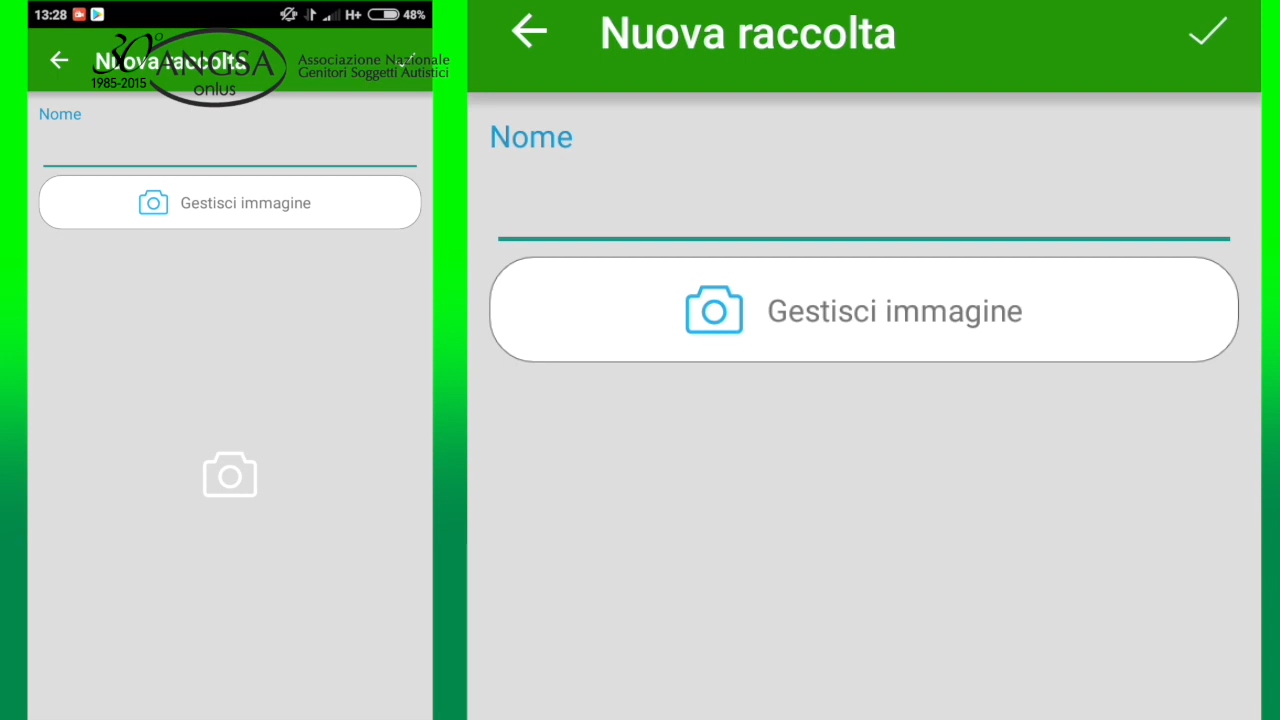 13:28
H+ 48%
Nuova raccolta
30° ANGSA
1985-2015
onlus
Associazione Nazionale
Genitori Soggetti Autistici
Nome
Gestisci immagine
Nuova raccolta
Nome
Gestisci immagine